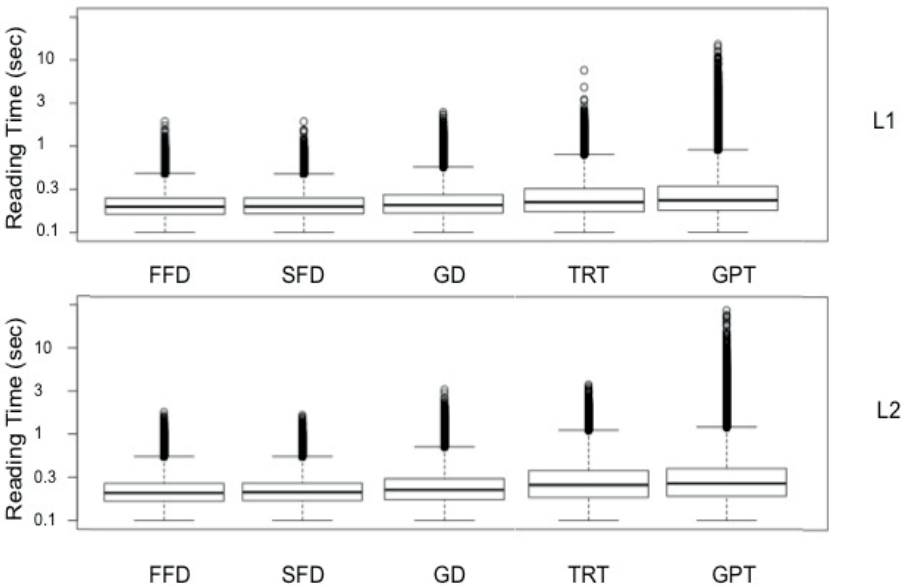 Reading Time (sec)
10
3
1
0.3
0.1
L1
FFD SFD GD TRT GPT
Reading Time (sec)
10
3
1
0.3
0.1
L2
FFD SFD GD TRT GPT